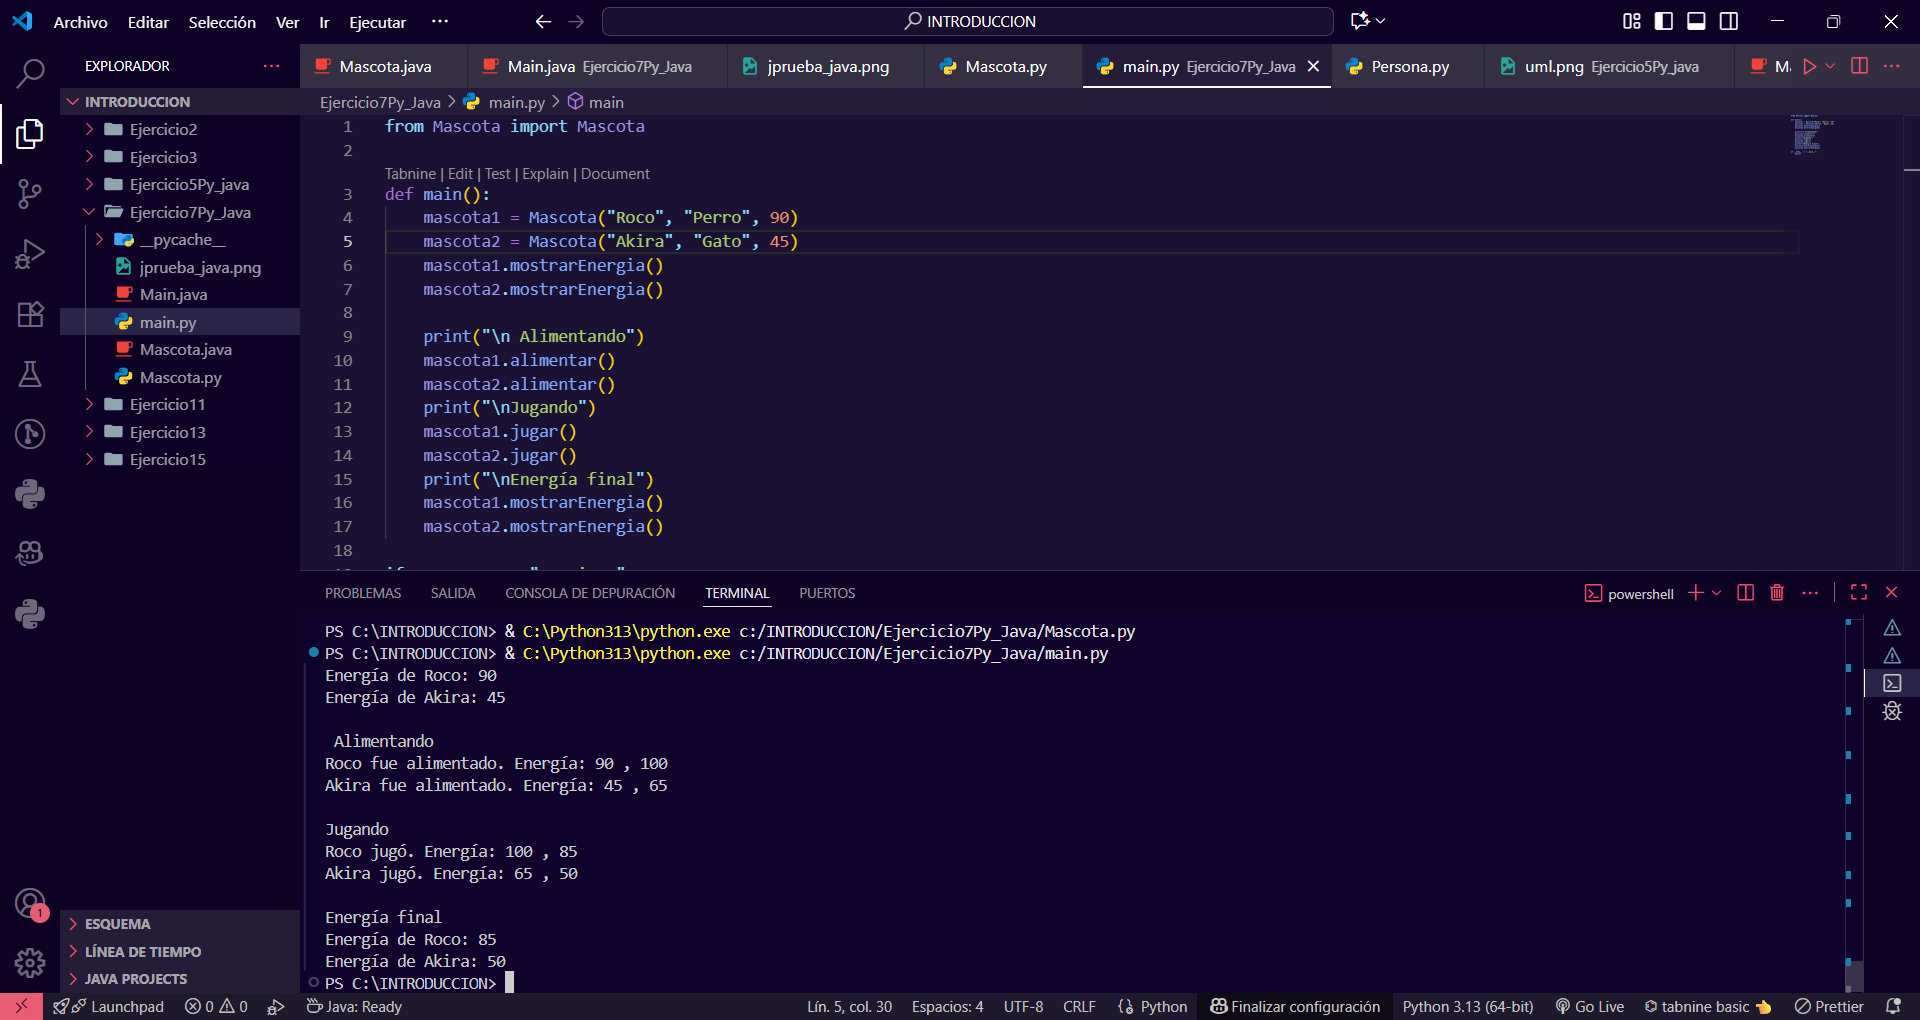 Archivo Editar Selección Ver Ir Ejecutar ···
INTRODUCCION
EXPLORADOR
INTRODUCCION
Ejercicio2
Ejercicio3
Ejercicio5Py_java
Ejercicio7Py_Java
__pycache__
jprueba_java.png
Main.java
main.py
Mascota.java
Mascota.py
Ejercicio11
Ejercicio13
Ejercicio15
ESQUEMA
LÍNEA DE TIEMPO
JAVA PROJECTS
1
Mascota.java
Main.java Ejercicio7Py_Java
jprueba_java.png
Mascota.py
main.py Ejercicio7Py_Java
Persona.py
uml.png Ejercicio5Py_java
Ejercicio7Py_Java > main.py > main
1 from Mascota import Mascota
2
Tabnine | Edit | Test | Explain | Document
3 def main():
4 mascota1 = Mascota("Roco", "Perro", 90)
5 mascota2 = Mascota("Akira", "Gato", 45)
6 mascota1.mostrarEnergia()
7 mascota2.mostrarEnergia()
8
9 print("\n Alimentando")
10 mascota1.alimentar()
11 mascota2.alimentar()
12 print("\nJugando")
13 mascota1.jugar()
14 mascota2.jugar()
15 print("\nEnergía final")
16 mascota1.mostrarEnergia()
17 mascota2.mostrarEnergia()
18
PROBLEMAS SALIDA CONSOLA DE DEPURACIÓN TERMINAL PUERTOS
powershell
PS C:\INTRODUCCION> & C:\Python313\python.exe c:/INTRODUCCION/Ejercicio7Py_Java/Mascota.py
PS C:\INTRODUCCION> & C:\Python313\python.exe c:/INTRODUCCION/Ejercicio7Py_Java/main.py
Energía de Roco: 90
Energía de Akira: 45
Alimentando
Roco fue alimentado. Energía: 90 , 100
Akira fue alimentado. Energía: 45 , 65
Jugando
Roco jugó. Energía: 100 , 85
Akira jugó. Energía: 65 , 50
Energía final
Energía de Roco: 85
Energía de Akira: 50
PS C:\INTRODUCCION>
Launchpad 0 0 Java: Ready Lín. 5, col. 30 Espacios: 4 UTF-8 CRLF {} Python Finalizar configuración Python 3.13 (64-bit) Go Live tabnine basic Prettier